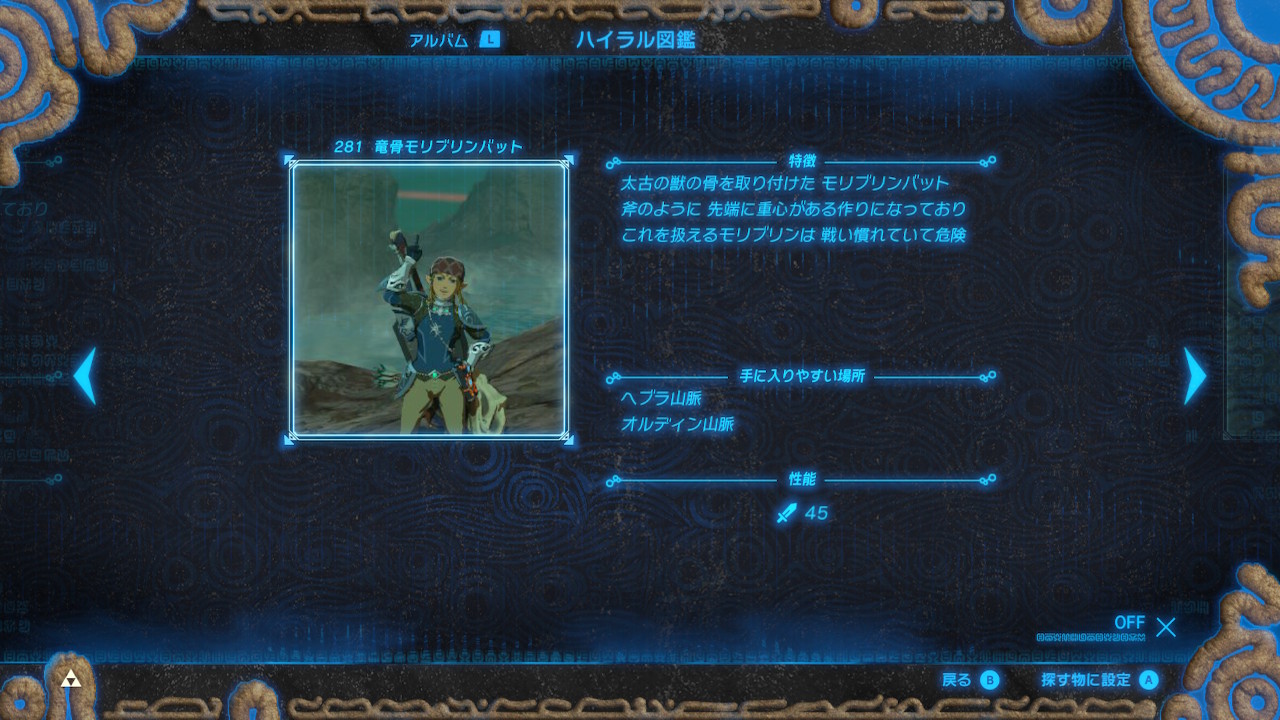 アルバム L
ハイラル図鑑
281 竜骨モリブリンバット
特徴
太古の獣の骨を取り付けた モリブリンバット
斧のように 先端に重心がある作りになっており
これを扱えるモリブリンは 戦い慣れていて危険
手に入りやすい場所
ヘブラ山脈
オルディン山脈
性能
45
ており
OFF
戻る B
探す物に設定 A